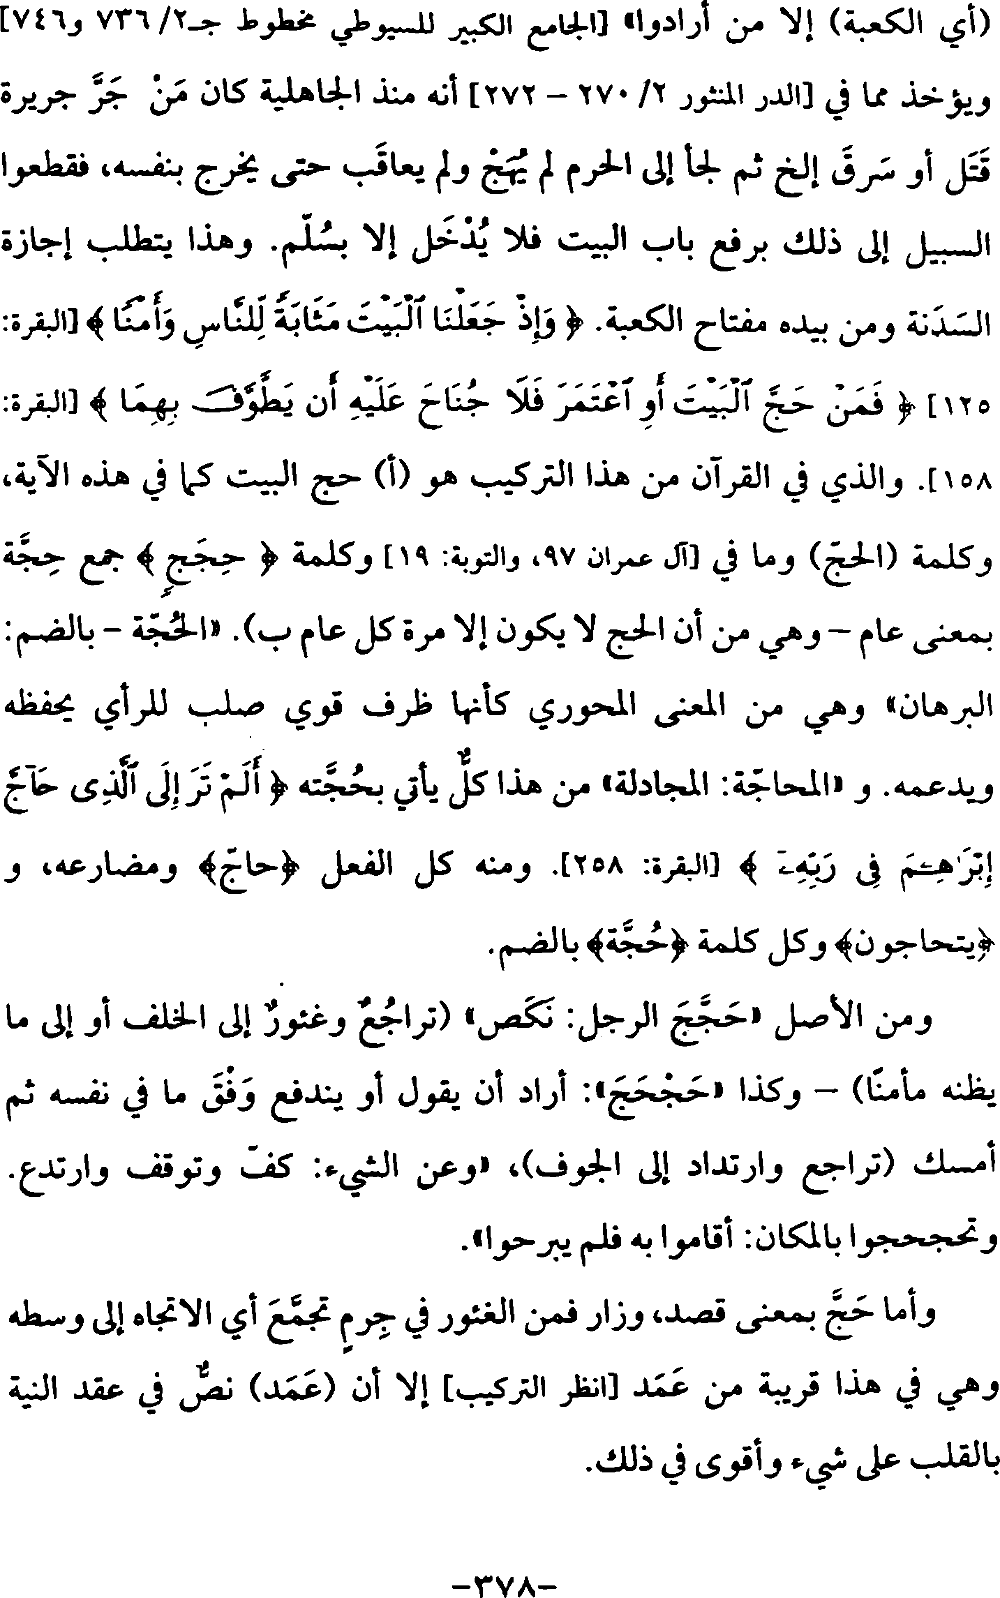 (أي الكعبة) إلا من أرادوا» [الجامع الكبير للسيوطي مخطوط جـ٢/ ٧٣٦ و٧٤٦]
ويؤخذ مما في [الدر المنثور ٢/ ٢٧٠ – ٢٧٢] أنه منذ الجاهلية كان مَنْ جَرَّ جريرة
قَتَل أو سَرقَ إلخ ثم لجأ إلى الحرم لم يُهَجْ ولم يعاقَب حتى يخرج بنفسه، فقطعوا
السبيل إلى ذلك برفع باب البيت فلا يُدْخَل إلا بسُلّم. وهذا يتطلب إجازة
السَدَنة ومن بيده مفتاح الكعبة. ﴿ وَإِذْ جَعَلْنَا ٱلْبَيْتَ مَثَابَةً لِّلنَّاسِ وَأَمْنًا ﴾ [البقرة:
١٢٥] ﴿ فَمَنْ حَجَّ ٱلْبَيْتَ أَوِ ٱعْتَمَرَ فَلَا جُنَاحَ عَلَيْهِ أَن يَطَّوَّفَ بِهِمَا ﴾ [البقرة:
١٥٨]. والذي في القرآن من هذا التركيب هو (أ) حج البيت كما في هذه الآية،
وكلمة (الحجّ) وما في [آل عمران ٩٧، والتوبة: ١٩] وكلمة ﴿ حِجَجٍ ﴾ جمع حِجَّة
بمعنى عام – وهي من أن الحج لا يكون إلا مرة كل عام ب). «الحُجّة – بالضم:
البرهان» وهي من المعنى المحوري كأنها ظرف قوي صلب للرأي يحفظه
ويدعمه. و «المحاجّة: المجادلة» من هذا كلٌّ يأتي بحُجَّته ﴿ أَلَمْ تَرَ إِلَى ٱلَّذِى حَآجَّ
إِبْرَٰهِـۧمَ فِى رَبِّهِۦٓ ﴾ [البقرة: ٢٥٨]. ومنه كل الفعل ﴿حاجّ﴾ ومضارعه، و
﴿يتحاجون﴾ وكل كلمة ﴿حُجَّة﴾ بالضم.
ومن الأصل «حَجَّجَ الرجل: نَكَص» (تراجُعٌ وغئورٌ إلى الخلف أو إلى ما
يظنه مأمنًا) – وكذا «حَجْحَجَ»: أراد أن يقول أو يندفع وَفْقَ ما في نفسه ثم
أمسك (تراجع وارتداد إلى الجوف)، «وعن الشيء: كفّ وتوقف وارتدع.
وتحجحجوا بالمكان: أقاموا به فلم يبرحوا».
وأما حَجَّ بمعنى قصد، وزار فمن الغئور في جِرمٍ تجمَّعَ أي الاتجاه إلى وسطه
وهي في هذا قريبة من عَمَد [انظر التركيب] إلا أن (عَمَد) نصٌّ في عقد النية
بالقلب على شيء وأقوى في ذلك.
–٣٧٨–